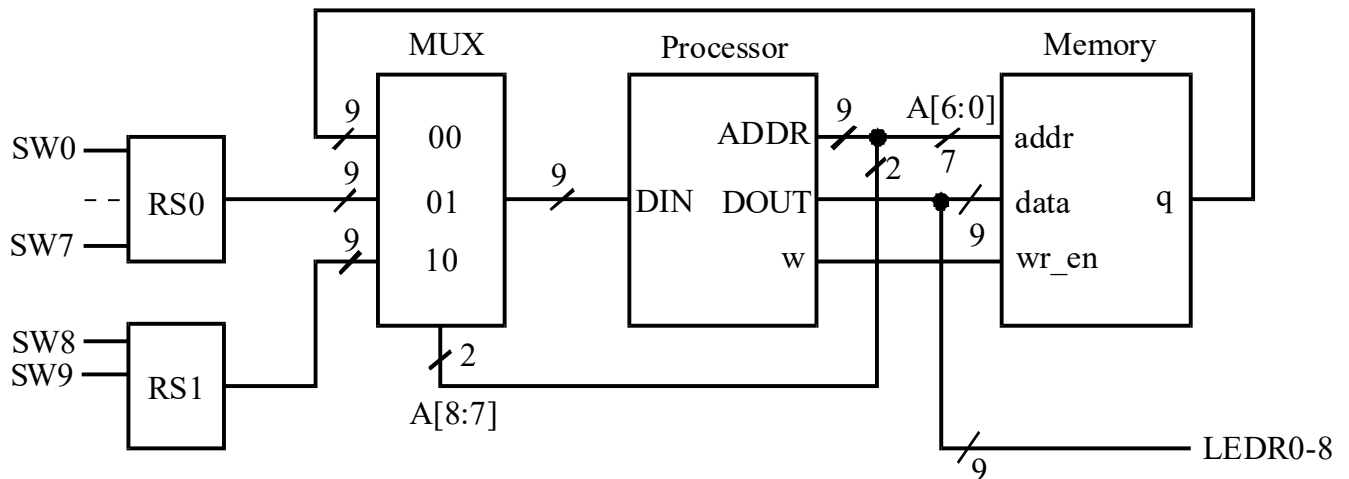 MUX
Processor
Memory
9
00
9
01
9
10
SW0
RS0
SW7
SW8
SW9
RS1
2
A[8:7]
9
DIN
ADDR
DOUT
w
9
2
A[6:0]
7
9
addr
data
wr_en
q
9
LEDR0-8